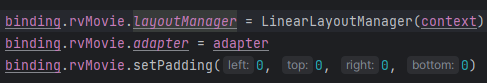 binding.rvMovie.layoutManager = LinearLayoutManager(context)
binding.rvMovie.adapter = adapter
binding.rvMovie.setPadding( left: 0, top: 0, right: 0, bottom: 0)